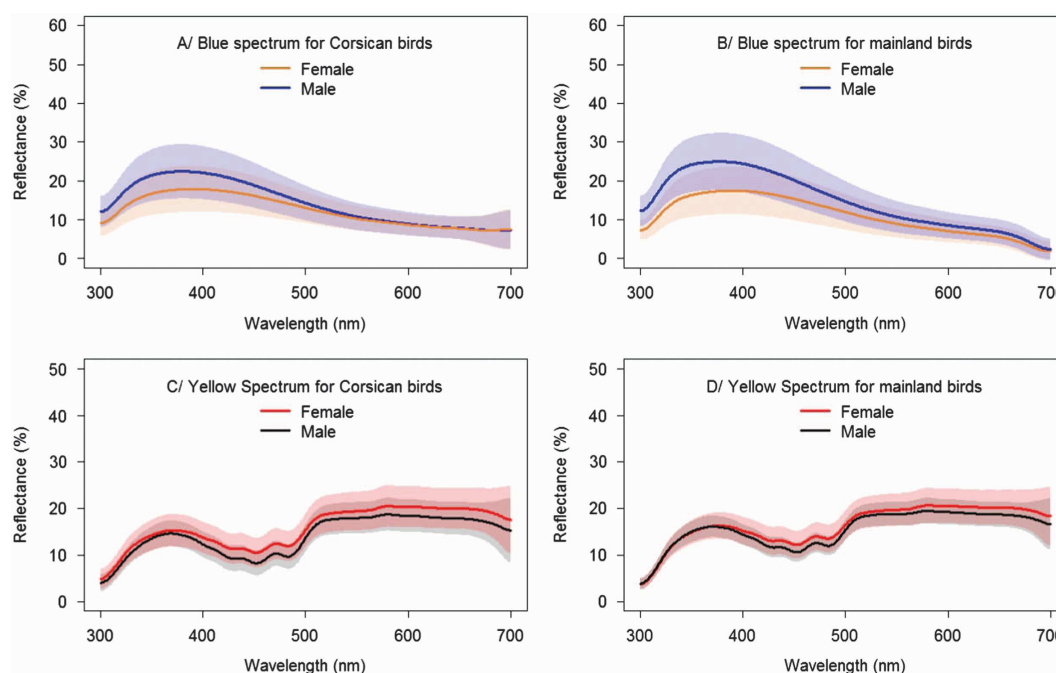 A/ Blue spectrum for Corsican birds
Female
Male
Reflectance (%)
60
50
40
30
20
10
0
300 400 500 600 700
Wavelength (nm)
B/ Blue spectrum for mainland birds
Female
Male
Reflectance (%)
60
50
40
30
20
10
0
300 400 500 600 700
Wavelength (nm)
C/ Yellow Spectrum for Corsican birds
Female
Male
Reflectance (%)
50
40
30
20
10
0
300 400 500 600 700
Wavelength (nm)
D/ Yellow Spectrum for mainland birds
Female
Male
Reflectance (%)
50
40
30
20
10
0
300 400 500 600 700
Wavelength (nm)